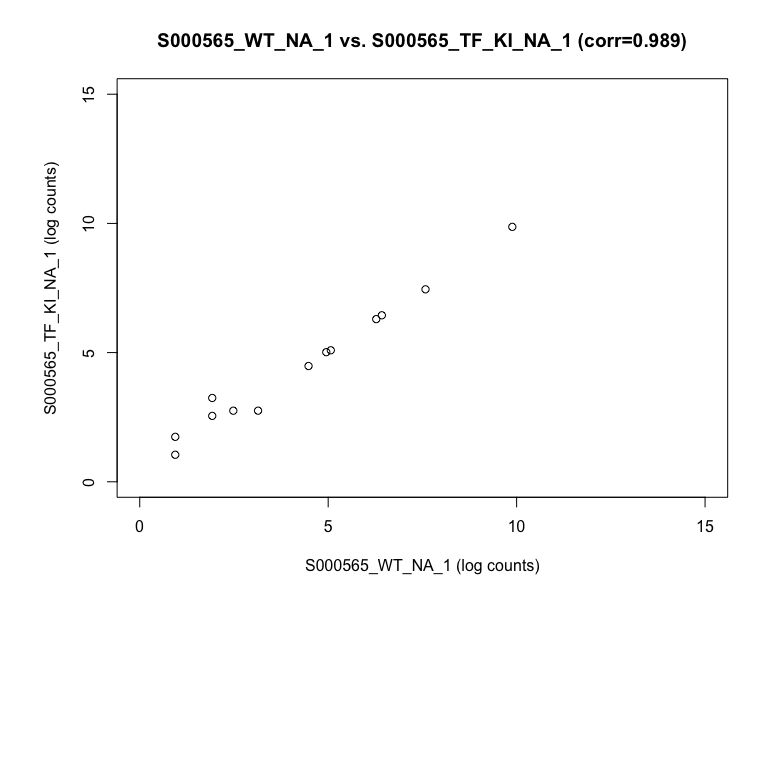 S000565_WT_NA_1 vs. S000565_TF_KI_NA_1 (corr=0.989)
S000565_TF_KI_NA_1 (log counts)
15
10
5
0
0 5 10 15
S000565_WT_NA_1 (log counts)